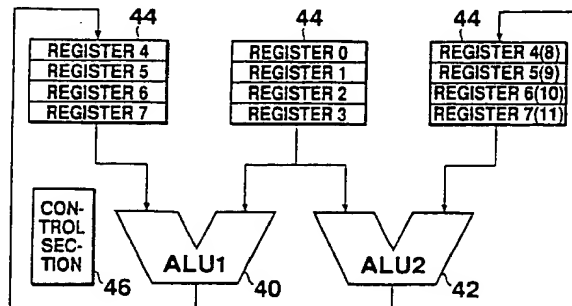 44
44
44
REGISTER 4
REGISTER 5
REGISTER 6
REGISTER 7
REGISTER 0
REGISTER 1
REGISTER 2
REGISTER 3
REGISTER 4(8)
REGISTER 5(9)
REGISTER 6(10)
REGISTER 7(11)
CON-
TROL
SEC-
TION
46
ALU1
40
ALU2
42